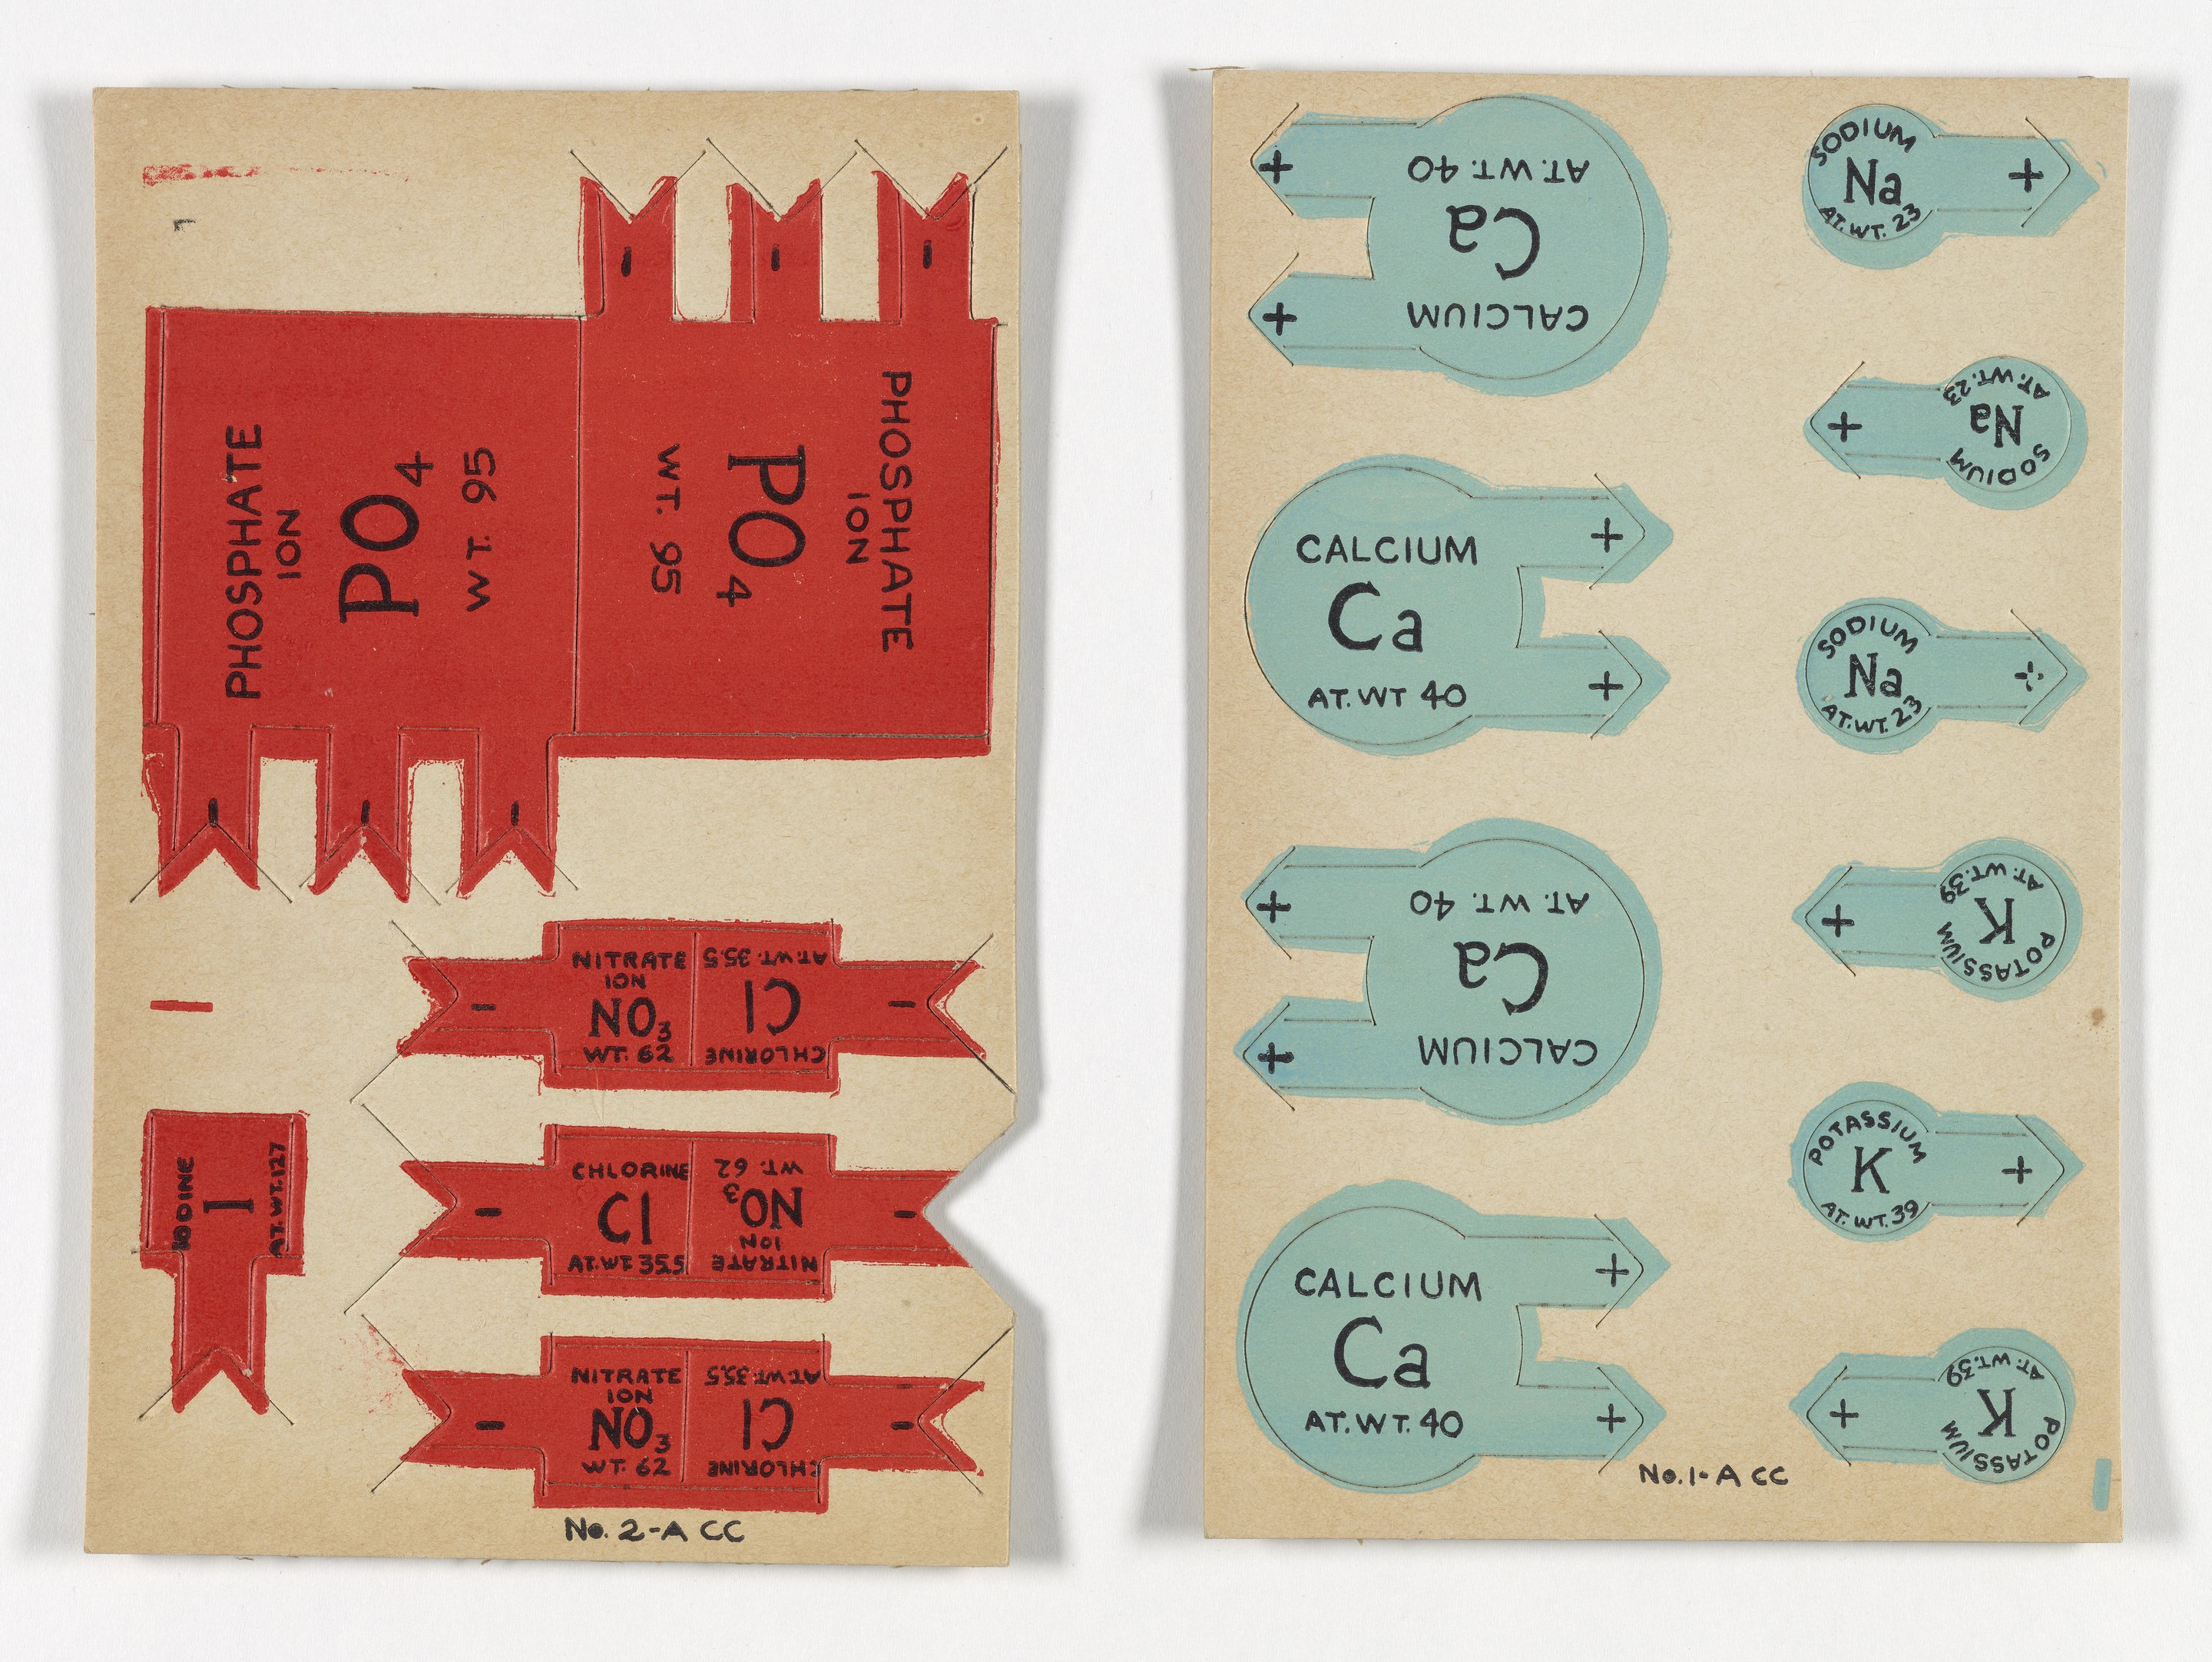 PHOSPHATE
ION
PO4
WT. 95
PHOSPHATE
ION
PO4
WT. 95
NITRATE
ION
NO3
WT. 62
CHLORINE
Cl
AT.WT. 35.5
CHLORINE
Cl
AT.WT. 35.5
NITRATE
ION
NO3
WT. 62
NITRATE
ION
NO3
WT. 62
CHLORINE
Cl
AT.WT. 35.5
IODINE
I
AT.WT.127
No. 2-A CC
CALCIUM
Ca
AT.WT. 40
CALCIUM
Ca
AT.WT 40
CALCIUM
Ca
AT.WT. 40
CALCIUM
Ca
AT.WT. 40
SODIUM
Na
AT.WT. 23
+
SODIUM
Na
AT.WT.23
+
SODIUM
Na
AT.WT.23
+
POTASSIUM
K
AT.WT.39
+
POTASSIUM
K
AT.WT.39
+
POTASSIUM
K
AT.WT.39
+
No.1-A CC